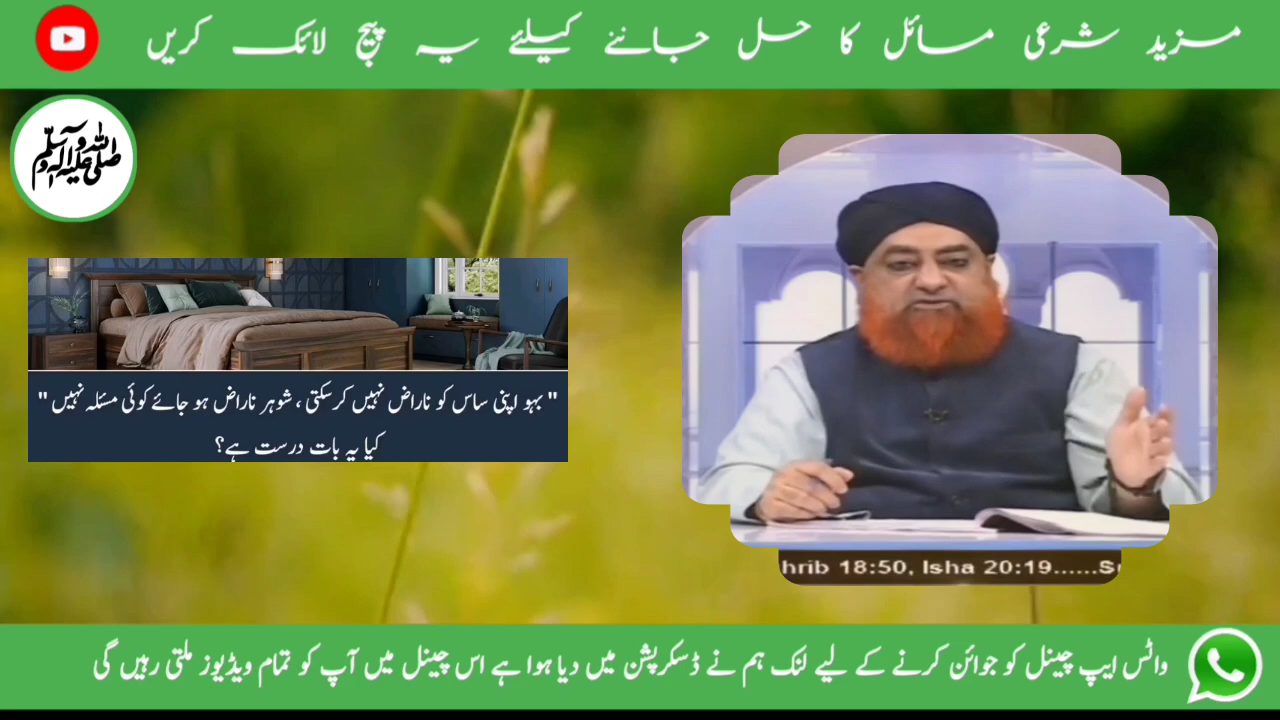 مزید شرعی مسائل کا حل جاننے کیلئے یہ پیج لائک کریں
صلی اللہ علیہ وآلہ وسلم
" بہو اپنی ساس کو ناراض نہیں کرسکتی ، شوہر ناراض ہو جائے کوئی مسئلہ نہیں "
کیا یہ بات درست ہے؟
hrib 18:50, Isha 20:19......S
واٹس ایپ چینل کو جوائن کرنے کے لیے لنک ہم نے ڈسکرپشن میں دیا ہوا ہے اس چینل میں آپ کو تمام ویڈیوز ملتی رہیں گی